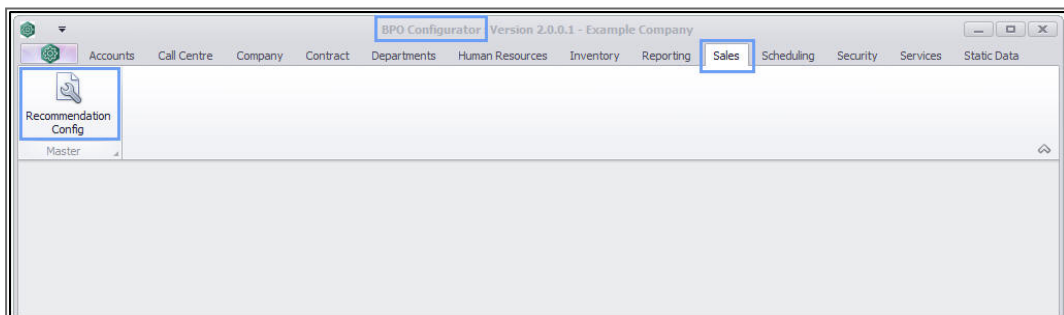 BPO Configurator - Version 2.0.0.1 - Example Company
Accounts Call Centre Company Contract Departments Human Resources Inventory Reporting Sales Scheduling Security Services Static Data
Recommendation
Config
Master